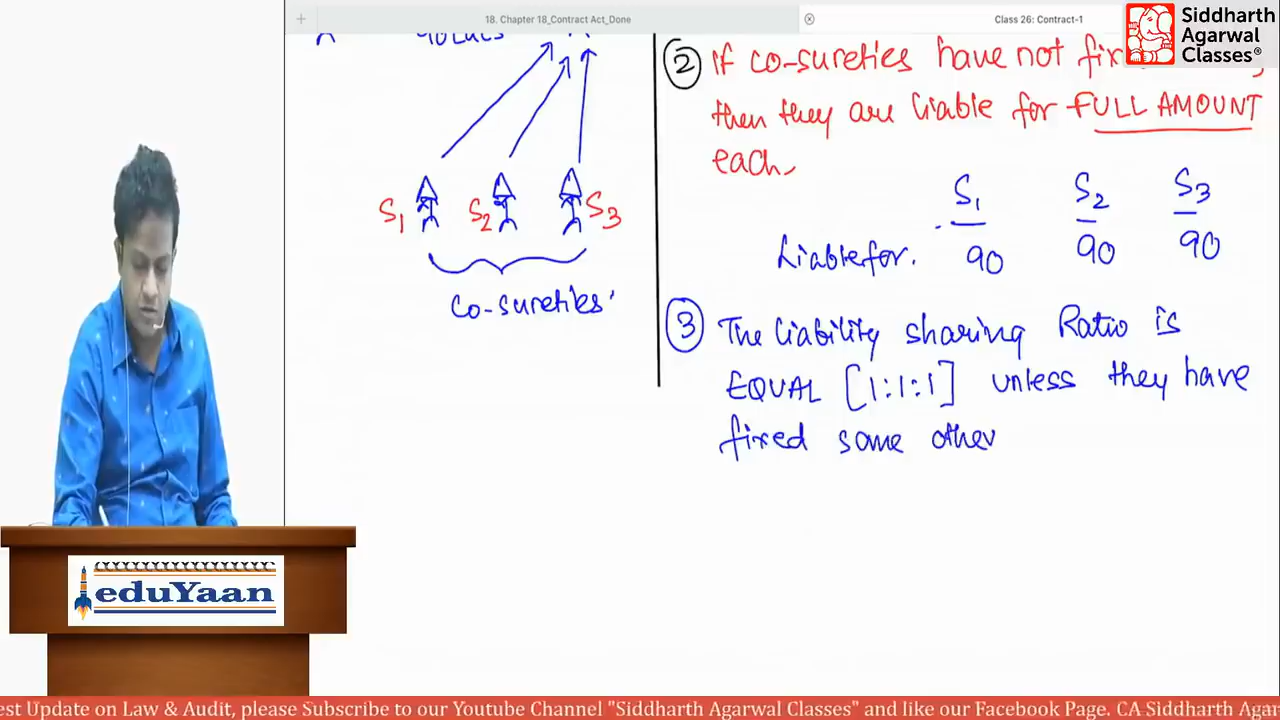 18. Chapter 18_Contract Act_Done
Class 26: Contract-1
Siddharth
Agarwal
Classes®
② If co-sureties have not
then they are liable for FULL AMOUNT
each.
S1 S2 S3
Liable for. 90 90 90
S1 S2 S3
co-sureties
③ The liability sharing Ratio is
EQUAL [1:1:1] unless they have
fixed some other
eduYaan
est Update on Law & Audit, please Subscribe to our Youtube Channel "Siddharth Agarwal Classes" and like our Facebook Page. CA Siddharth Agar